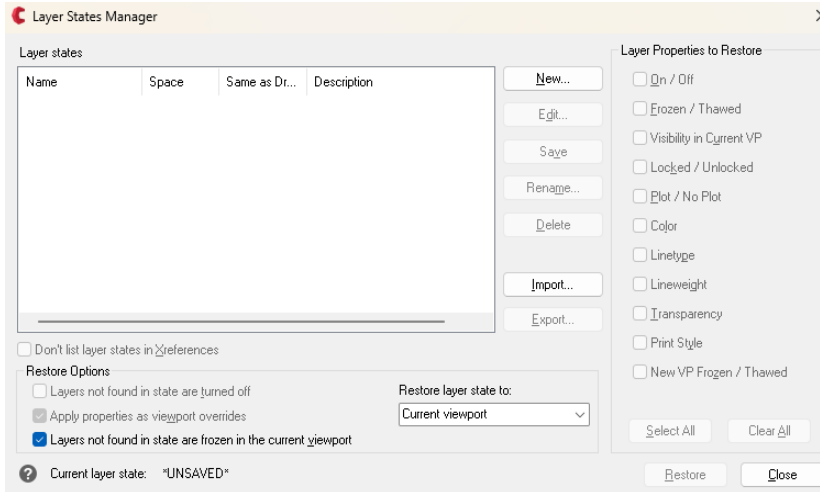 Layer States Manager
Layer states
Name Space Same as Dr... Description
New...
Edit...
Save
Rename...
Delete
Import...
Export...
Don't list layer states in Xreferences
Restore Options
Layers not found in state are turned off
Apply properties as viewport overrides
Layers not found in state are frozen in the current viewport
Restore layer state to:
Current viewport
Layer Properties to Restore
On / Off
Frozen / Thawed
Visibility in Current VP
Locked / Unlocked
Plot / No Plot
Color
Linetype
Lineweight
Transparency
Print Style
New VP Frozen / Thawed
Select All Clear All
? Current layer state: *UNSAVED*
Restore Close